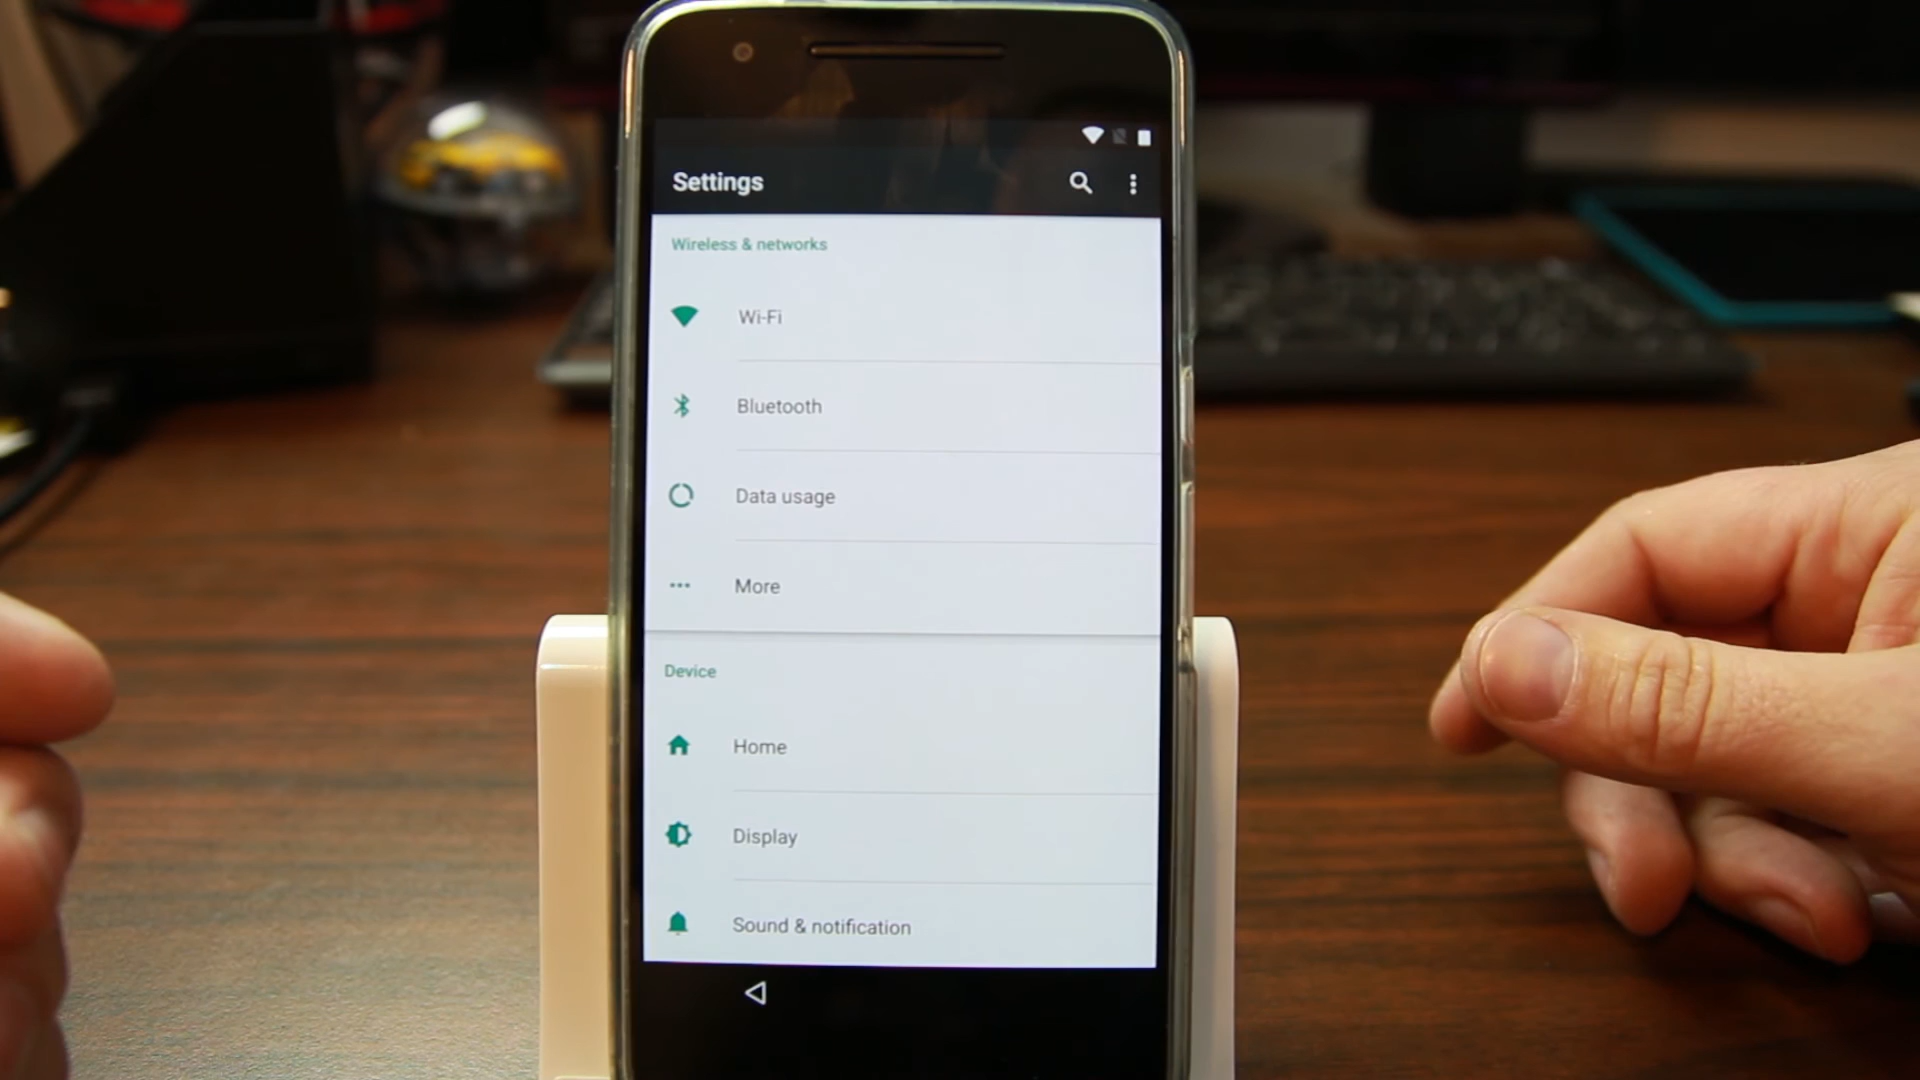 Settings
Wireless & networks
Wi-Fi
Bluetooth
Data usage
More
Device
Home
Display
Sound & notification